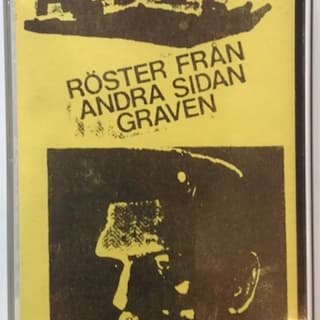 RÖSTER FRÅN
ANDRA SIDAN
GRAVEN